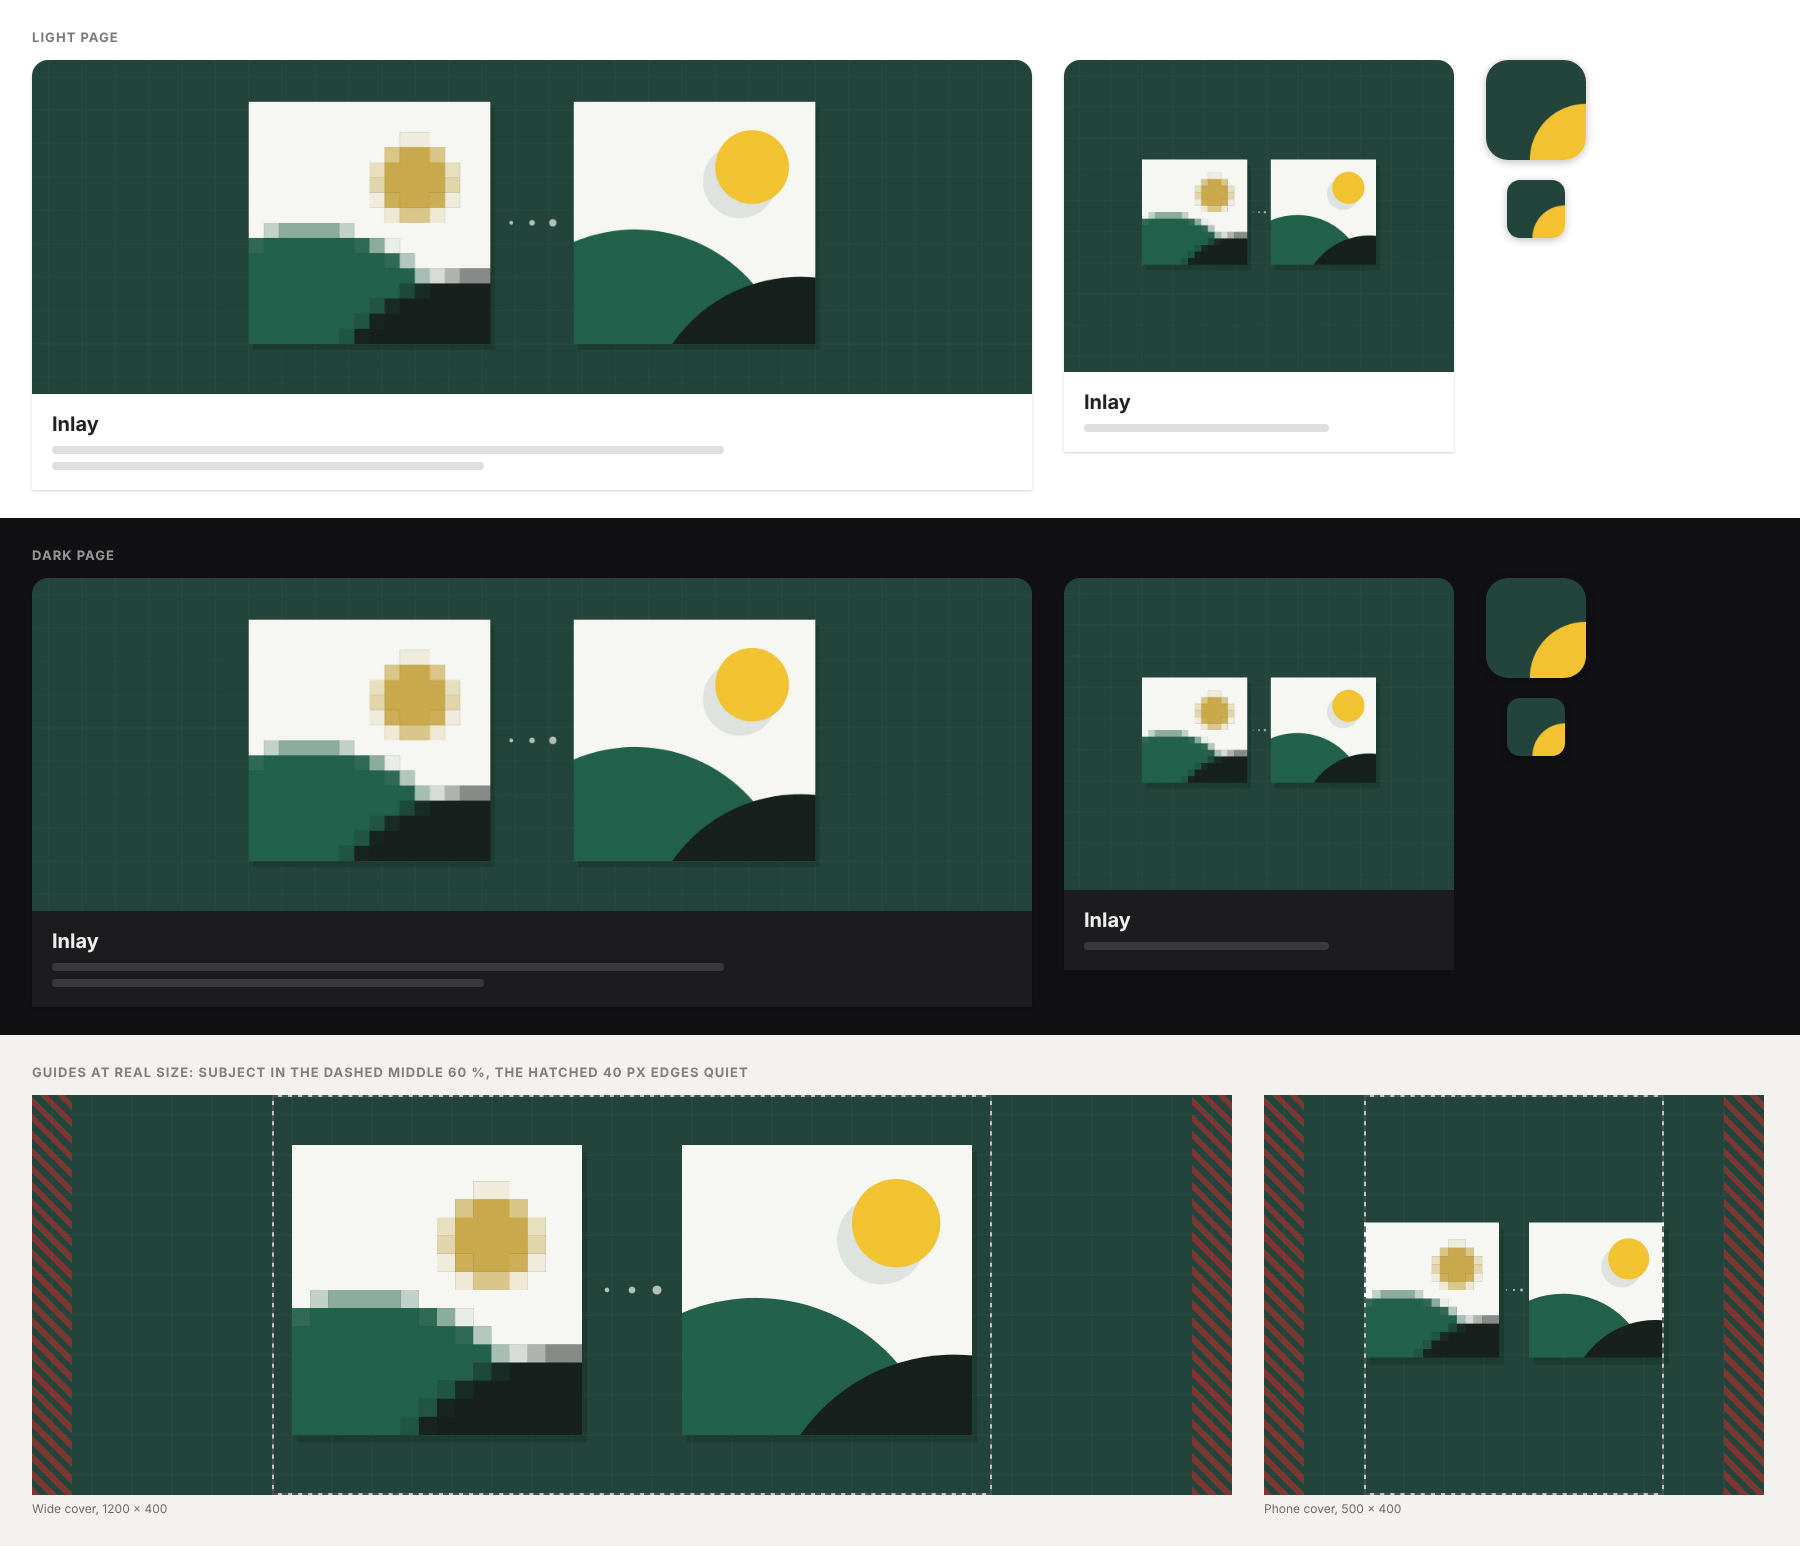 LIGHT PAGE
Inlay
Inlay
DARK PAGE
Inlay
Inlay
GUIDES AT REAL SIZE: SUBJECT IN THE DASHED MIDDLE 60 %, THE HATCHED 40 PX EDGES QUIET
Wide cover, 1200 × 400
Phone cover, 500 × 400